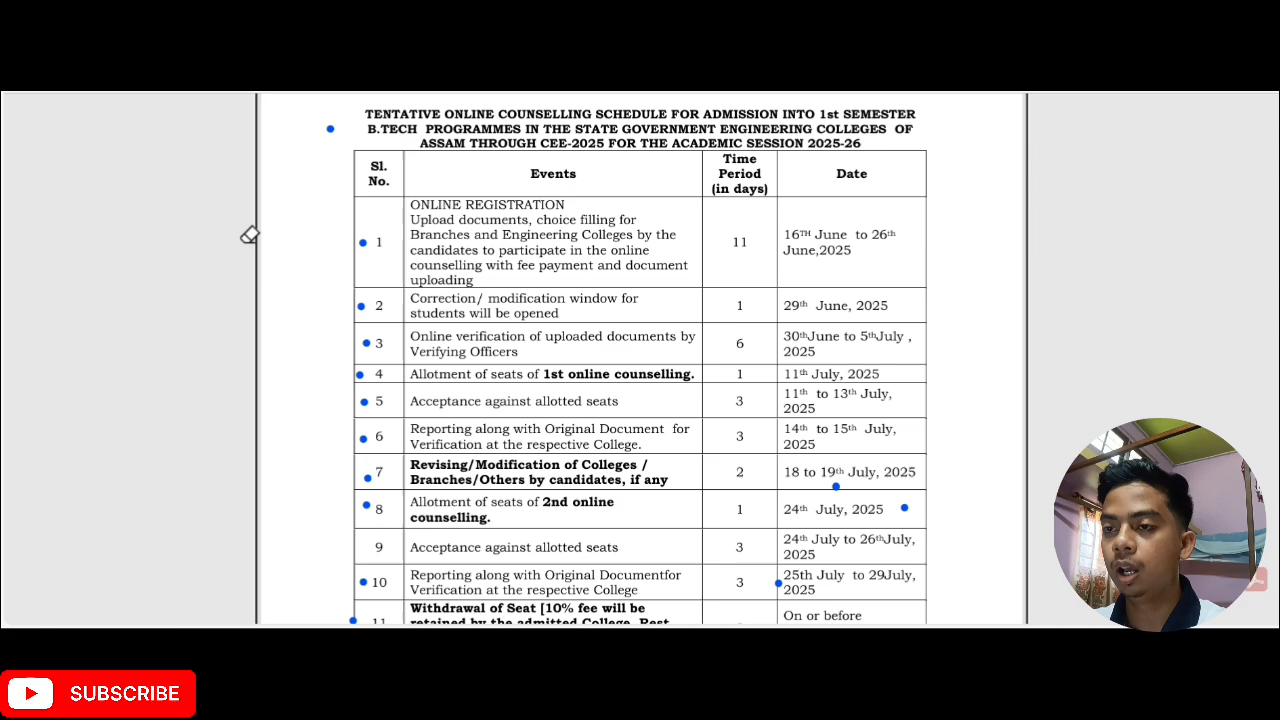 TENTATIVE ONLINE COUNSELLING SCHEDULE FOR ADMISSION INTO 1st SEMESTER
B.TECH PROGRAMMES IN THE STATE GOVERNMENT ENGINEERING COLLEGES OF
ASSAM THROUGH CEE-2025 FOR THE ACADEMIC SESSION 2025-26
Sl. No. Events Time Period (in days) Date
ONLINE REGISTRATION
Upload documents, choice filling for
Branches and Engineering Colleges by the
1 candidates to participate in the online 11 16TH June to 26th June,2025
counselling with fee payment and document
uploading
2 Correction/ modification window for 1 29th June, 2025
students will be opened
3 Online verification of uploaded documents by 6 30thJune to 5thJuly ,
Verifying Officers 2025
4 Allotment of seats of 1st online counselling. 1 11th July, 2025
5 Acceptance against allotted seats 3 11th to 13th July,
2025
6 Reporting along with Original Document for 3 14th to 15th July,
Verification at the respective College. 2025
7 Revising/Modification of Colleges / 2 18 to 19th July, 2025
Branches/Others by candidates, if any
8 Allotment of seats of 2nd online 1 24th July, 2025
counselling.
9 Acceptance against allotted seats 3 24th July to 26thJuly,
2025
10 Reporting along with Original Documentfor 3 25th July to 29July,
Verification at the respective College 2025
11 Withdrawal of Seat [10% fee will be On or before
retained by the admitted College. Rest
SUBSCRIBE